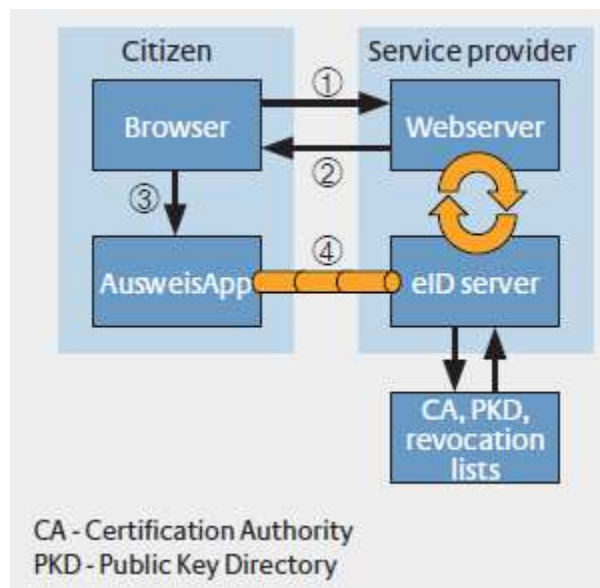 Citizen
Service provider
①
Browser
Webserver
②
③
④
AusweisApp
eID server
CA, PKD,
revocation
lists
CA - Certification Authority
PKD - Public Key Directory